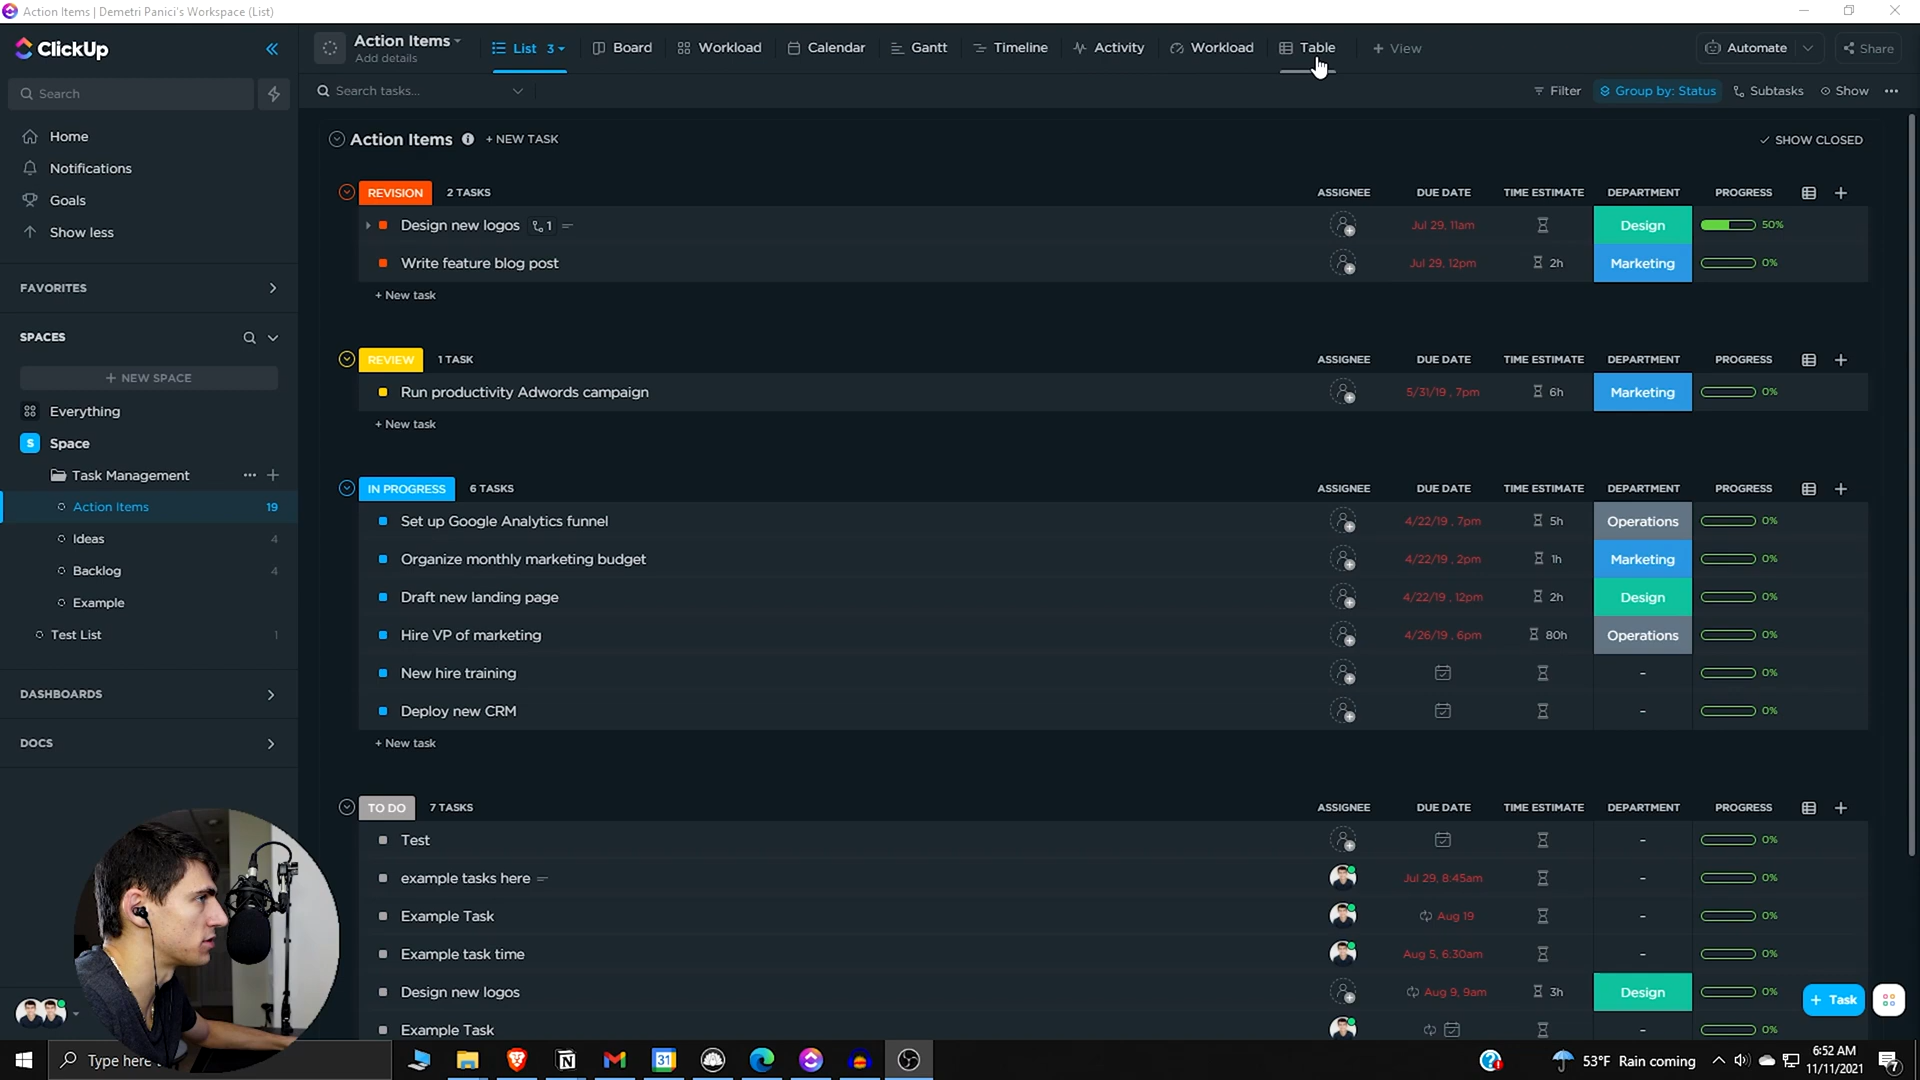 Action Items | Demetri Panici's Workspace (List)
ClickUp
Action Items
Add details
List 3
Board
Workload
Calendar
Gantt
Timeline
Activity
Workload
Table
+ View
Automate
Share
Search
Search tasks...
Filter
Group by: Status
Subtasks
Show
Home
Notifications
Goals
Show less
FAVORITES
SPACES
+ NEW SPACE
Everything
S Space
Task Management
Action Items 19
Ideas 4
Backlog 4
Example
Test List 1
DASHBOARDS
DOCS
Action Items + NEW TASK
SHOW CLOSED
REVISION 2 TASKS ASSIGNEE DUE DATE TIME ESTIMATE DEPARTMENT PROGRESS
Design new logos 1 Jul 29, 11am Design 50%
Write feature blog post Jul 29, 12pm 2h Marketing 0%
+ New task
REVIEW 1 TASK ASSIGNEE DUE DATE TIME ESTIMATE DEPARTMENT PROGRESS
Run productivity Adwords campaign 5/31/19 , 7pm 6h Marketing 0%
+ New task
IN PROGRESS 6 TASKS ASSIGNEE DUE DATE TIME ESTIMATE DEPARTMENT PROGRESS
Set up Google Analytics funnel 4/22/19 , 7pm 5h Operations 0%
Organize monthly marketing budget 4/22/19 , 2pm 1h Marketing 0%
Draft new landing page 4/22/19 , 12pm 2h Design 0%
Hire VP of marketing 4/26/19 , 6pm 80h Operations 0%
New hire training - 0%
Deploy new CRM - 0%
+ New task
TO DO 7 TASKS ASSIGNEE DUE DATE TIME ESTIMATE DEPARTMENT PROGRESS
Test - 0%
example tasks here Jul 29, 8:45am - 0%
Example Task Aug 19 - 0%
Example task time Aug 5, 6:30am - 0%
Design new logos Aug 9, 9am 3h Design 0%
Example Task - 0%
+ Task
Type here
31
53°F Rain coming
6:52 AM
11/11/2021
7